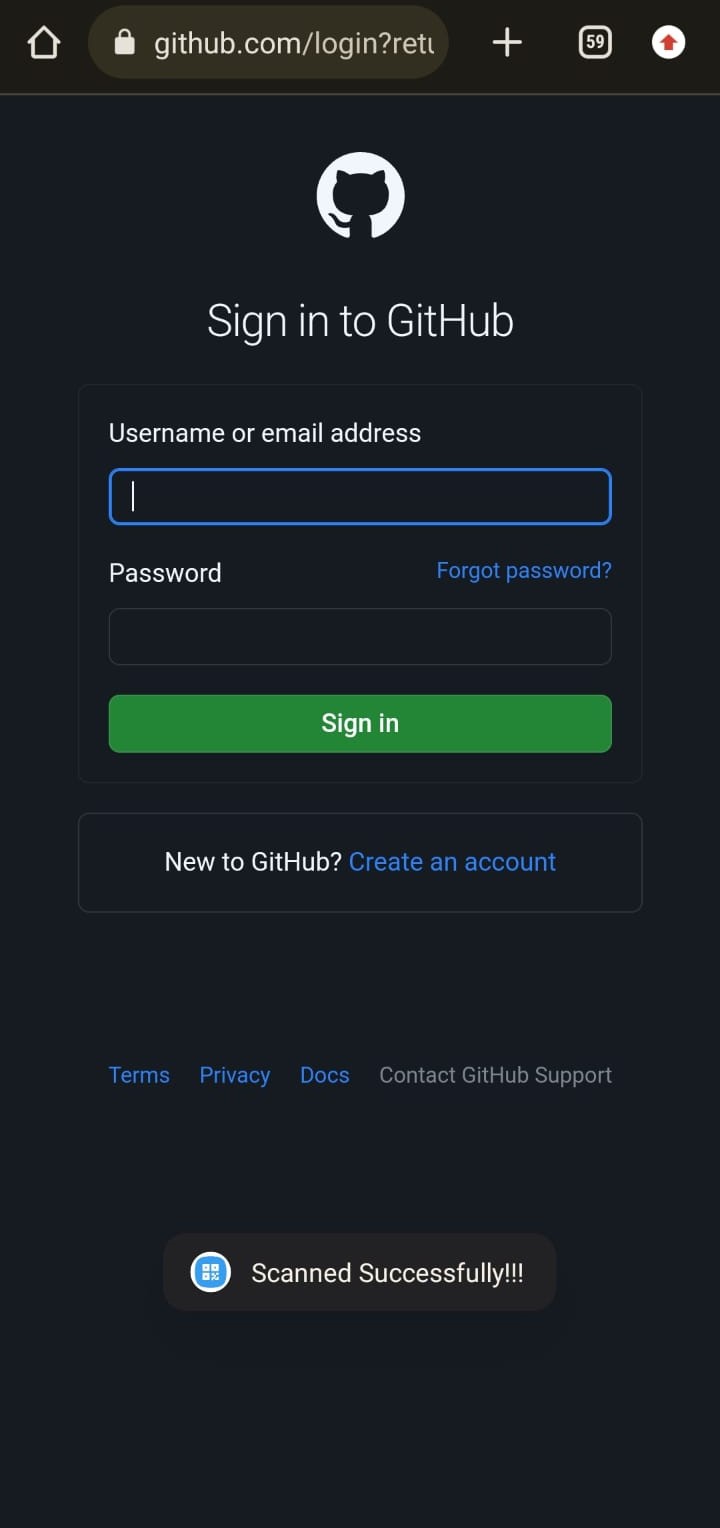 github.com/login?retu
59
Sign in to GitHub
Username or email address
Password
Forgot password?
Sign in
New to GitHub? Create an account
Terms Privacy Docs Contact GitHub Support
Scanned Successfully!!!